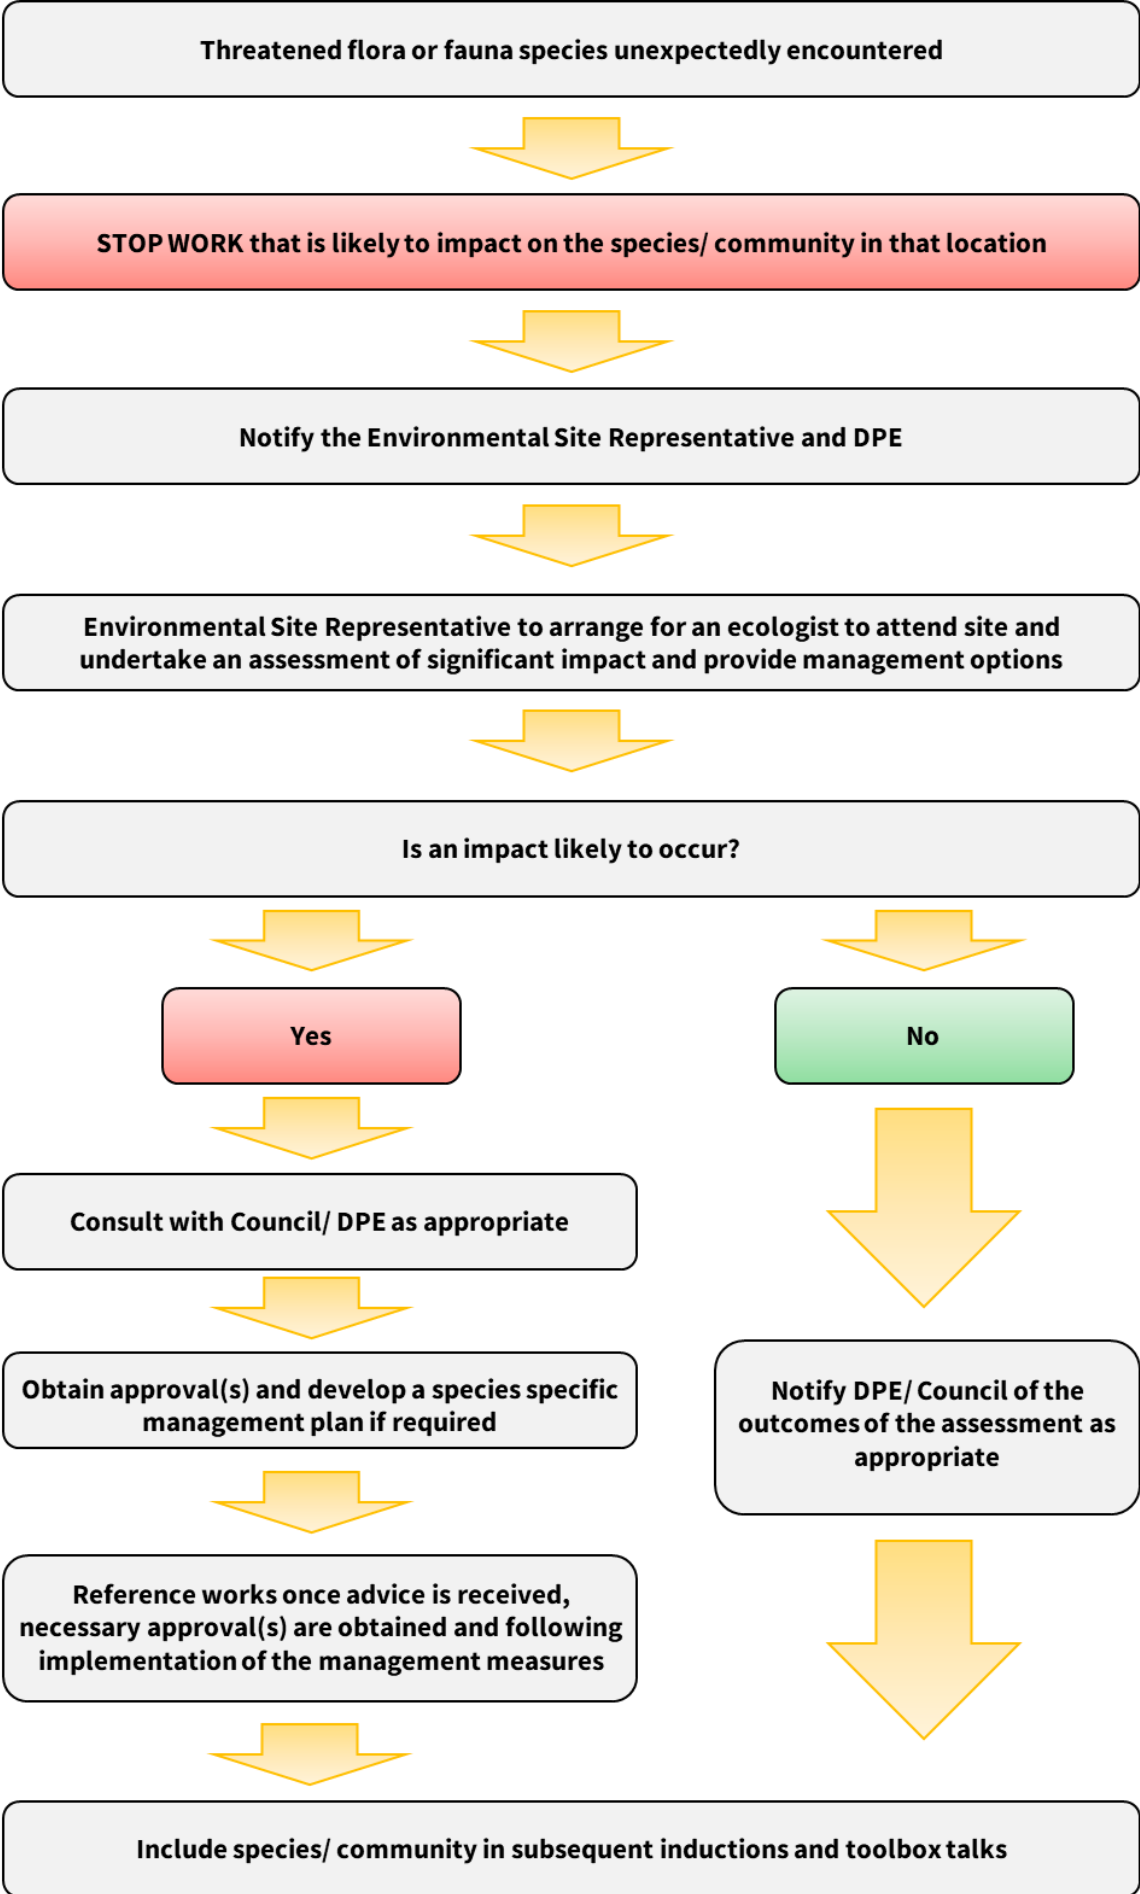 Threatened flora or fauna species unexpectedly encountered
STOP WORK that is likely to impact on the species/ community in that location
Notify the Environmental Site Representative and DPE
Environmental Site Representative to arrange for an ecologist to attend site and
undertake an assessment of significant impact and provide management options
Is an impact likely to occur?
Yes
No
Consult with Council/ DPE as appropriate
Obtain approval(s) and develop a species specific
management plan if required
Notify DPE/ Council of the
outcomes of the assessment as
appropriate
Reference works once advice is received,
necessary approval(s) are obtained and following
implementation of the management measures
Include species/ community in subsequent inductions and toolbox talks